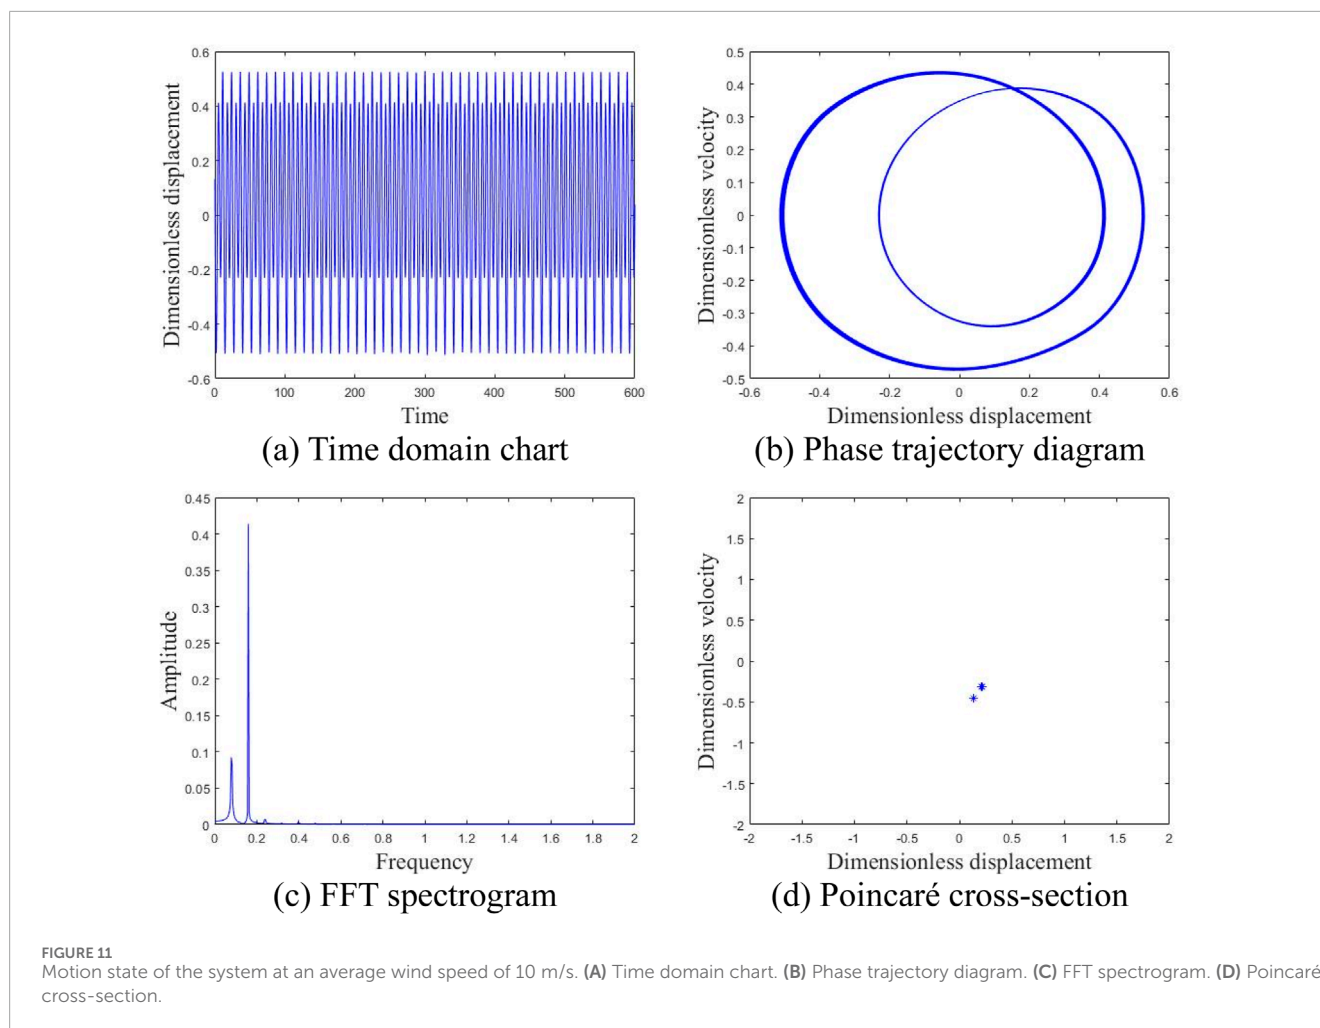 0.6
0.4
0.2
0
-0.2
-0.4
-0.6
Dimensionless displacement
0 100 200 300 400 500 600
Time
(a) Time domain chart
0.5
0.4
0.3
0.2
0.1
0
-0.1
-0.2
-0.3
-0.4
-0.5
Dimensionless velocity
-0.6 -0.4 -0.2 0 0.2 0.4 0.6
Dimensionless displacement
(b) Phase trajectory diagram
0.45
0.4
0.35
0.3
0.25
0.2
0.15
0.1
0.05
0
Amplitude
0 0.2 0.4 0.6 0.8 1 1.2 1.4 1.6 1.8 2
Frequency
(c) FFT spectrogram
2
1.5
1
0.5
0
-0.5
-1
-1.5
-2
Dimensionless velocity
-2 -1.5 -1 -0.5 0 0.5 1 1.5 2
Dimensionless displacement
(d) Poincaré cross-section
FIGURE 11
Motion state of the system at an average wind speed of 10 m/s. (A) Time domain chart. (B) Phase trajectory diagram. (C) FFT spectrogram. (D) Poincaré
cross-section.